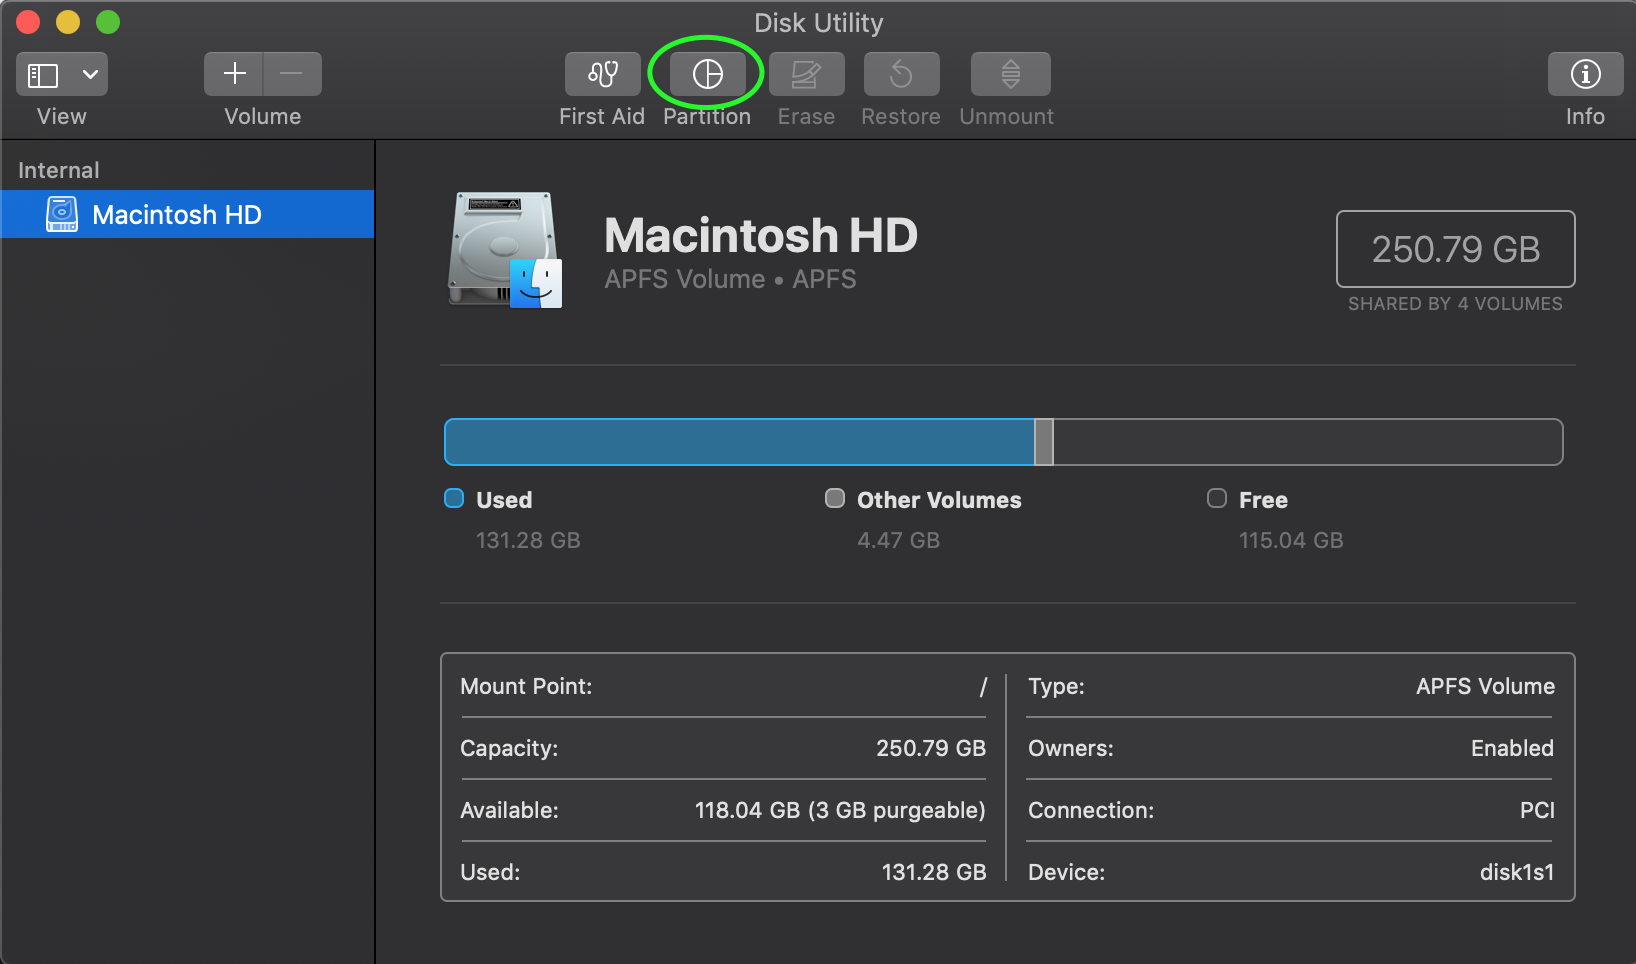 Disk Utility
View
Volume
First Aid
Partition
Erase
Restore
Unmount
Info
Internal
Macintosh HD
Macintosh HD
APFS Volume • APFS
250.79 GB
SHARED BY 4 VOLUMES
Used
131.28 GB
Other Volumes
4.47 GB
Free
115.04 GB
Mount Point: /
Capacity: 250.79 GB
Available: 118.04 GB (3 GB purgeable)
Used: 131.28 GB
Type: APFS Volume
Owners: Enabled
Connection: PCI
Device: disk1s1